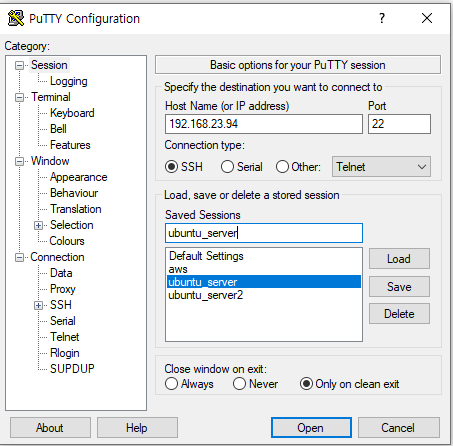 PuTTY Configuration
?
Category:
Session
Logging
Terminal
Keyboard
Bell
Features
Window
Appearance
Behaviour
Translation
Selection
Colours
Connection
Data
Proxy
SSH
Serial
Telnet
Rlogin
SUPDUP
Basic options for your PuTTY session
Specify the destination you want to connect to
Host Name (or IP address) Port
192.168.23.94 22
Connection type:
SSH Serial Other: Telnet
Load, save or delete a stored session
Saved Sessions
ubuntu_server
Default Settings
aws
ubuntu_server
ubuntu_server2
Load
Save
Delete
Close window on exit:
Always Never Only on clean exit
About Help Open Cancel